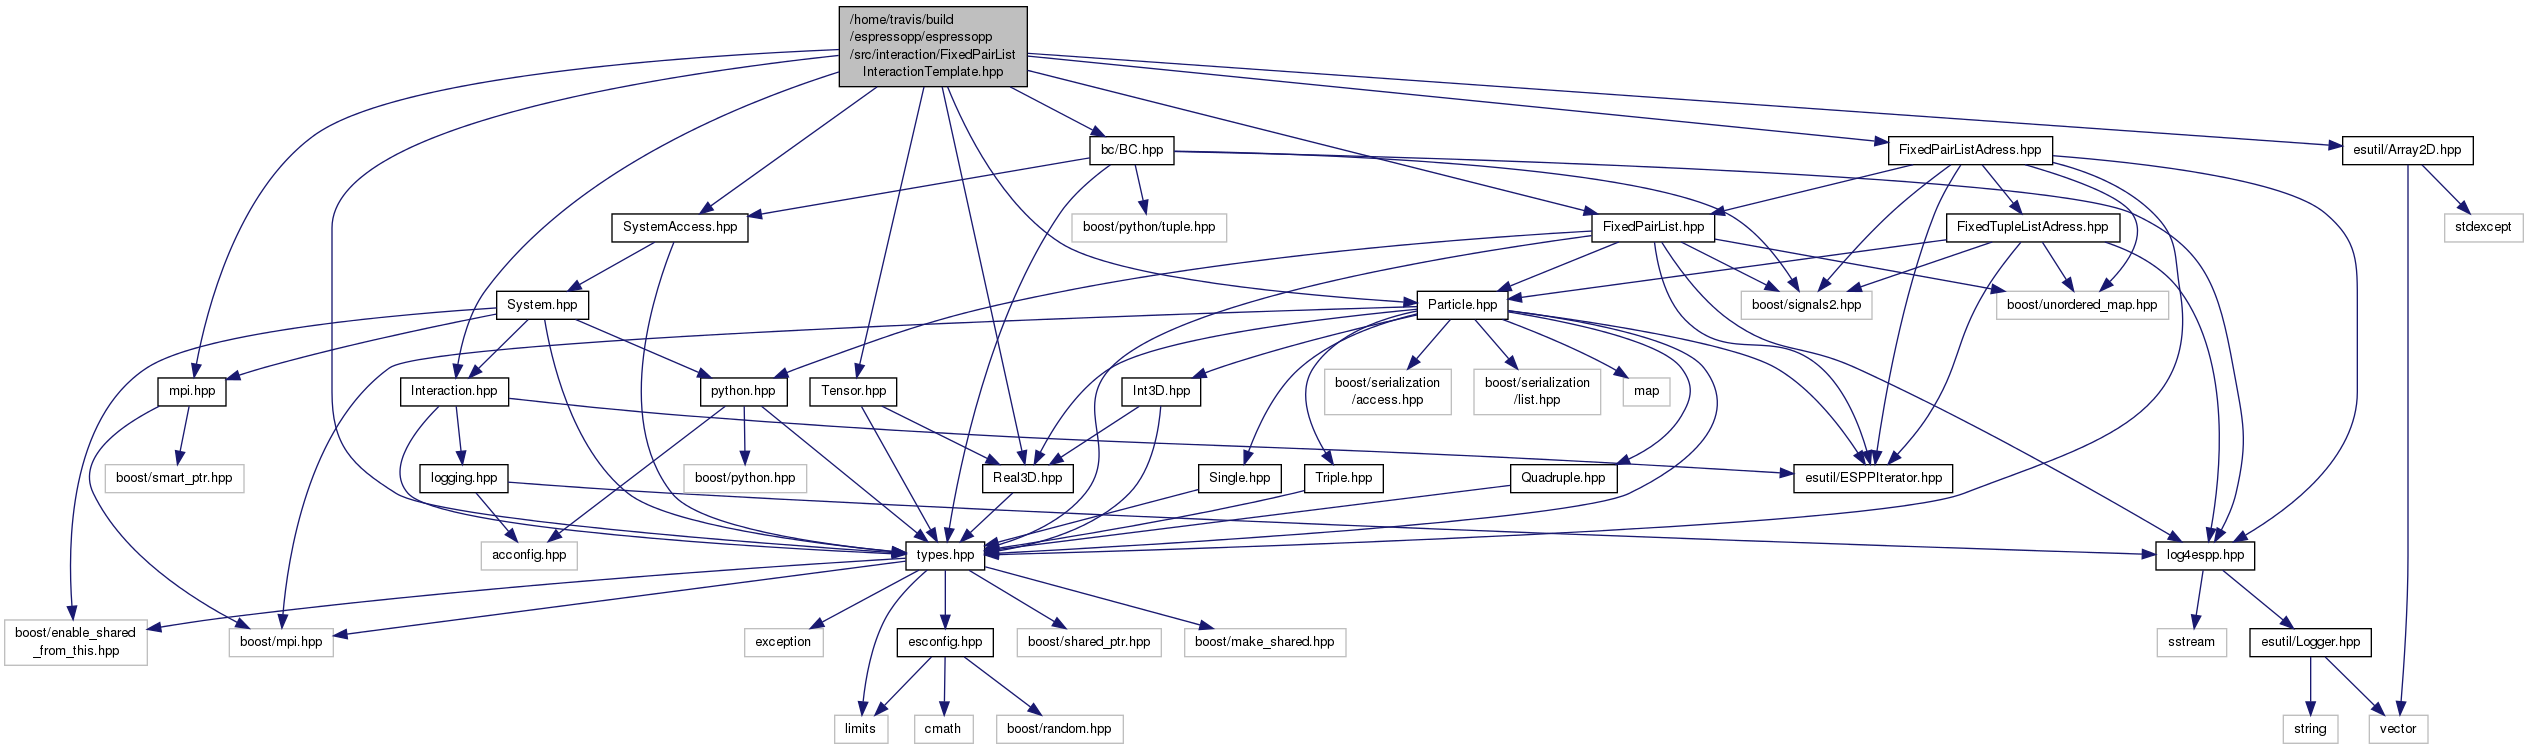 /home/travis/build
/espressopp/espressopp
/src/interaction/FixedPairList
InteractionTemplate.hpp
bc/BC.hpp
FixedPairListAdress.hpp
esutil/Array2D.hpp
SystemAccess.hpp
boost/python/tuple.hpp
FixedPairList.hpp
FixedTupleListAdress.hpp
stdexcept
System.hpp
Particle.hpp
boost/signals2.hpp
boost/unordered_map.hpp
mpi.hpp
Interaction.hpp
python.hpp
Tensor.hpp
Int3D.hpp
boost/serialization
/access.hpp
boost/serialization
/list.hpp
map
boost/smart_ptr.hpp
logging.hpp
boost/python.hpp
Real3D.hpp
Single.hpp
Triple.hpp
Quadruple.hpp
esutil/ESPPIterator.hpp
acconfig.hpp
types.hpp
log4espp.hpp
boost/enable_shared
_from_this.hpp
boost/mpi.hpp
exception
esconfig.hpp
boost/shared_ptr.hpp
boost/make_shared.hpp
sstream
esutil/Logger.hpp
limits
cmath
boost/random.hpp
string
vector